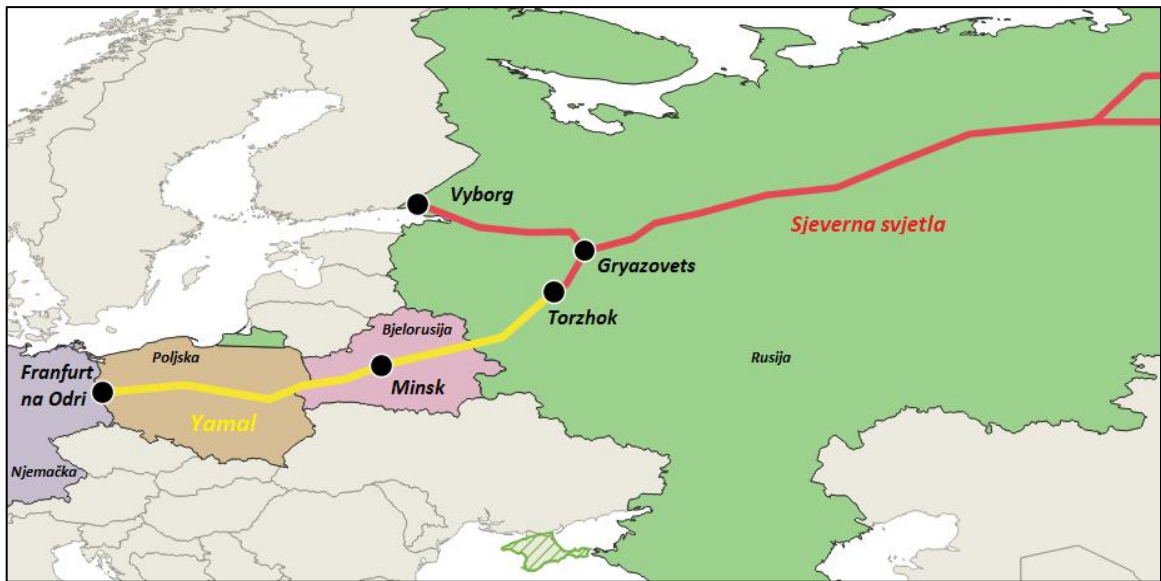 Vyborg
Sjeverna svjetla
Gryazovets
Torzhok
Bjelorusija
Poljska
Rusija
Franfurt
na Odri
Minsk
Yamal
Njemačka